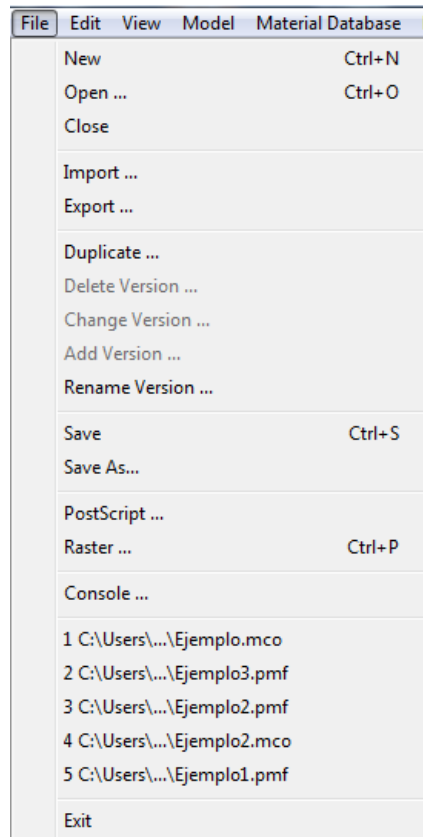 File Edit View Model Material Database
New Ctrl+N
Open ... Ctrl+O
Close
Import ...
Export ...
Duplicate ...
Delete Version ...
Change Version ...
Add Version ...
Rename Version ...
Save Ctrl+S
Save As...
PostScript ...
Raster ... Ctrl+P
Console ...
1 C:\Users\...\Ejemplo.mco
2 C:\Users\...\Ejemplo3.pmf
3 C:\Users\...\Ejemplo2.pmf
4 C:\Users\...\Ejemplo2.mco
5 C:\Users\...\Ejemplo1.pmf
Exit